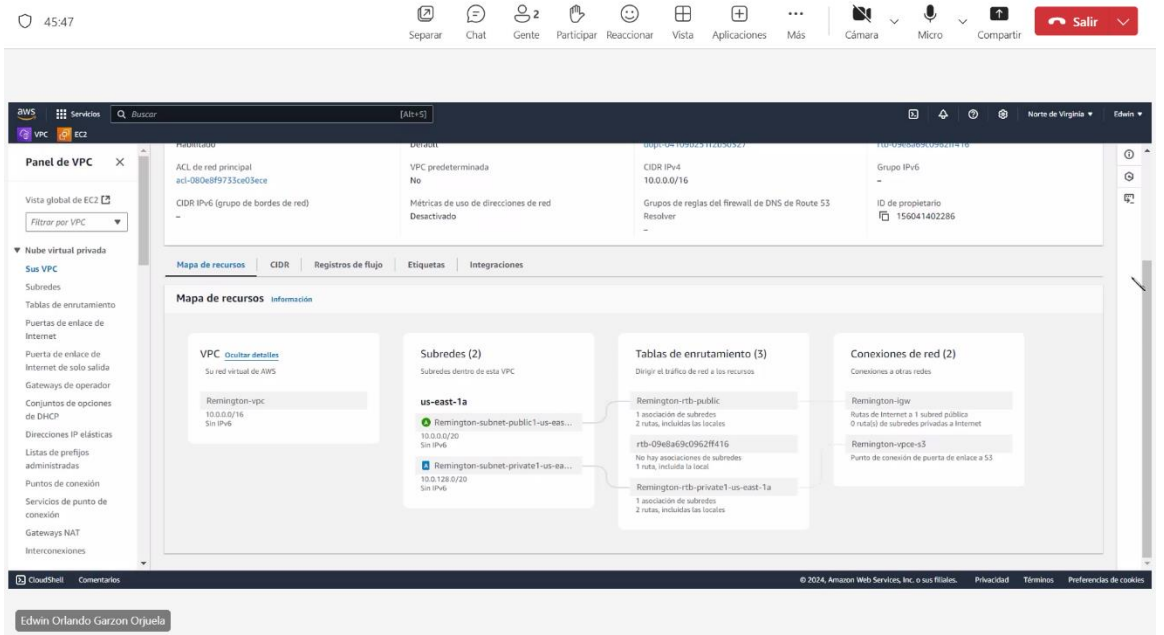 45:47
Separar
Chat
2
Gente
Participar
Reaccionar
Vista
Aplicaciones
Más
Cámara
Micro
Compartir
Salir
aws
Servicios
Buscar
[Alt+S]
Norte de Virginia
Edwin
VPC
EC2
Panel de VPC
Vista global de EC2
Filtrar por VPC
Nube virtual privada
Sus VPC
Subredes
Tablas de enrutamiento
Puertas de enlace de
Internet
Puerta de enlace de
Internet de solo salida
Gateways de operador
Conjuntos de opciones
de DHCP
Direcciones IP elásticas
Listas de prefijos
administradas
Puntos de conexión
Servicios de punto de
conexión
Gateways NAT
Interconexiones
Habilitado
Default
rtb-09e8a69c0962ff416
ACL de red principal
acl-080e8f9733ce03ece
VPC predeterminada
No
CIDR IPv4
10.0.0.0/16
Grupo IPv6
–
CIDR IPv6 (grupo de bordes de red)
–
Métricas de uso de direcciones de red
Desactivado
Grupos de reglas del firewall de DNS de Route 53
Resolver
–
ID de propietario
156041402286
Mapa de recursos
CIDR
Registros de flujo
Etiquetas
Integraciones
Mapa de recursos Información
VPC Ocultar detalles
Su red virtual de AWS
Remington-vpc
10.0.0.0/16
Sin IPv6
Subredes (2)
Subredes dentro de esta VPC
us-east-1a
A Remington-subnet-public1-us-eas...
10.0.0.0/20
Sin IPv6
A Remington-subnet-private1-us-ea...
10.0.128.0/20
Sin IPv6
Tablas de enrutamiento (3)
Dirigir el tráfico de red a los recursos
Remington-rtb-public
1 asociación de subredes
2 rutas, incluidas las locales
rtb-09e8a69c0962ff416
No hay asociaciones de subredes
1 ruta, incluida la local
Remington-rtb-private1-us-east-1a
1 asociación de subredes
2 rutas, incluidas las locales
Conexiones de red (2)
Conexiones a otras redes
Remington-igw
Rutas de Internet a 1 subred pública
0 ruta(s) de subredes privadas a Internet
Remington-vpce-s3
Punto de conexión de puerta de enlace a S3
CloudShell
Comentarios
© 2024, Amazon Web Services, Inc. o sus filiales.
Privacidad
Términos
Preferencias de cookies
Edwin Orlando Garzon Orjuela